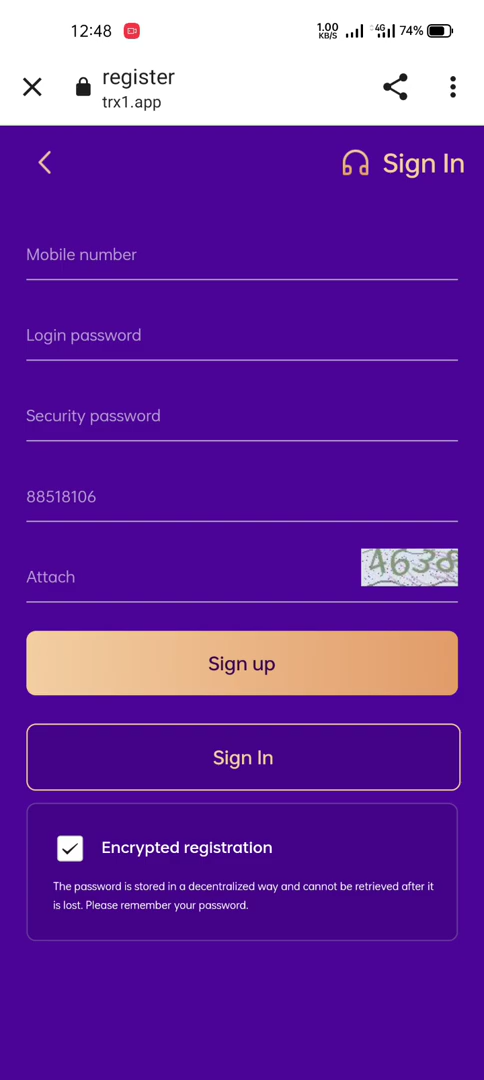 12:48 1.00 KB/S 4G 74%
register
trx1.app
Sign In
Mobile number
Login password
Security password
88518106
Attach 4638
Sign up
Sign In
Encrypted registration
The password is stored in a decentralized way and cannot be retrieved after it
is lost. Please remember your password.